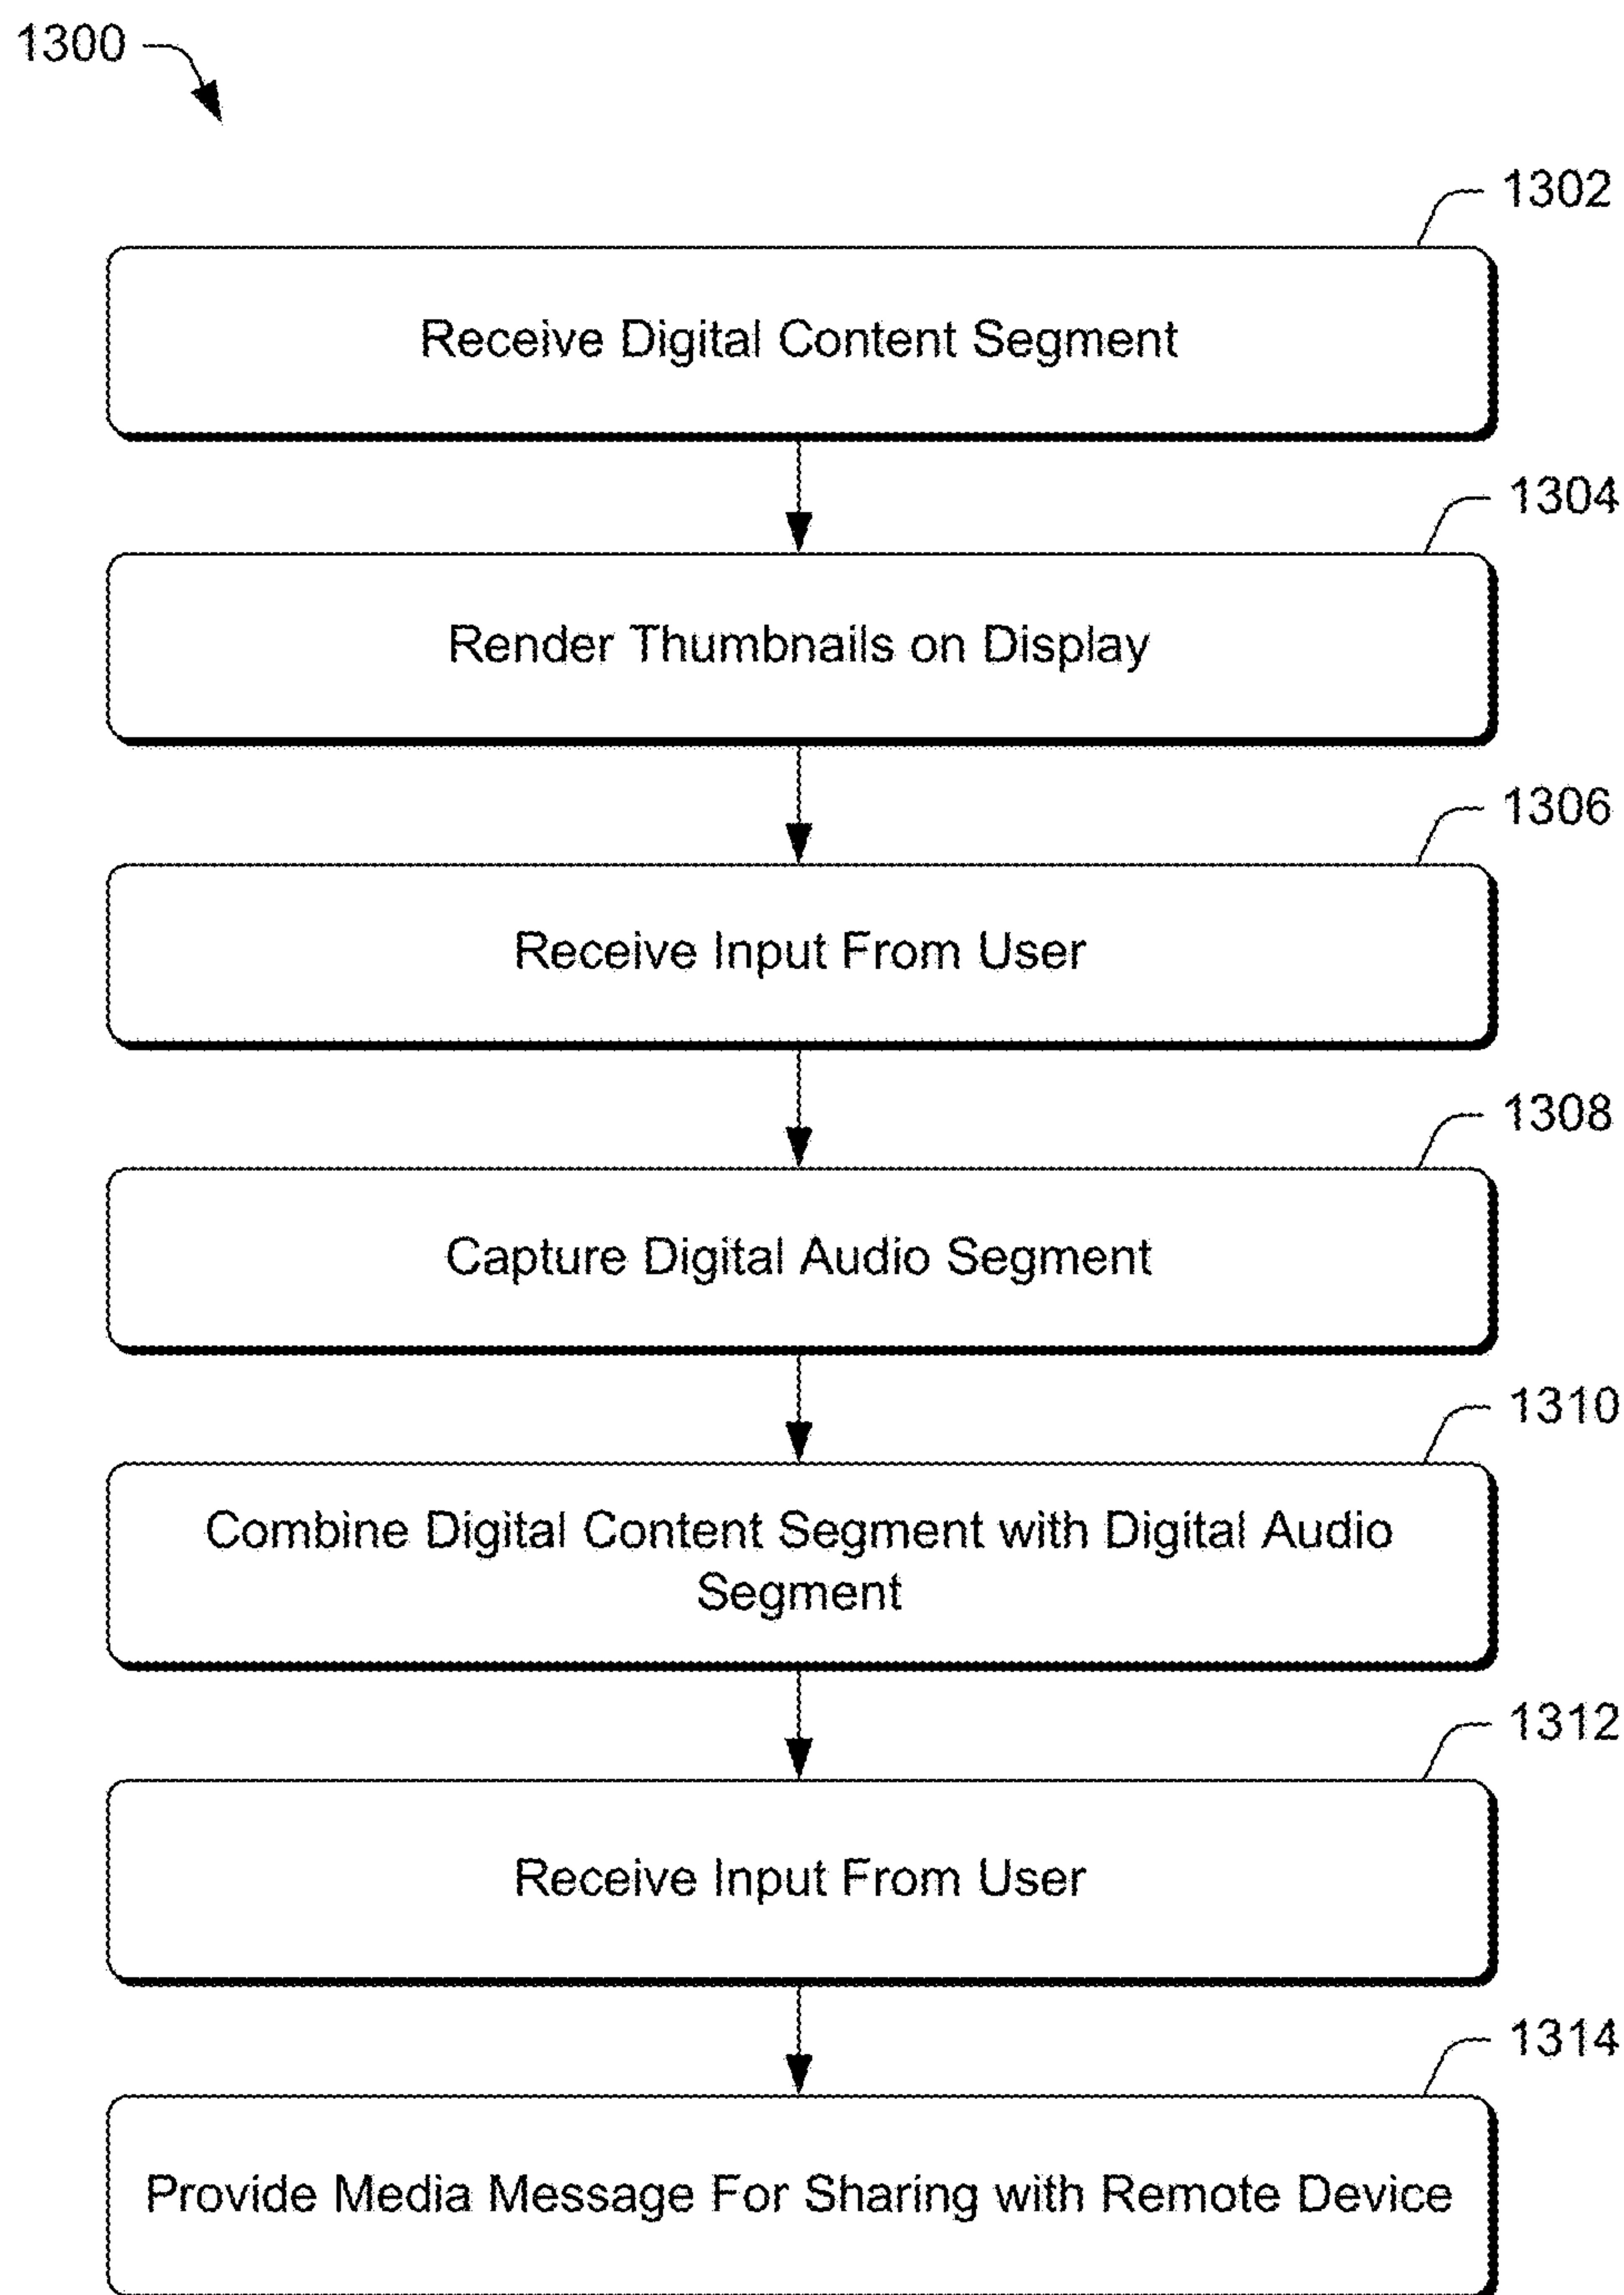 1300
1302
Receive Digital Content Segment
1304
Render Thumbnails on Display
1306
Receive Input From User
1308
Capture Digital Audio Segment
1310
Combine Digital Content Segment with Digital Audio
Segment
1312
Receive Input From User
1314
Provide Media Message For Sharing with Remote Device